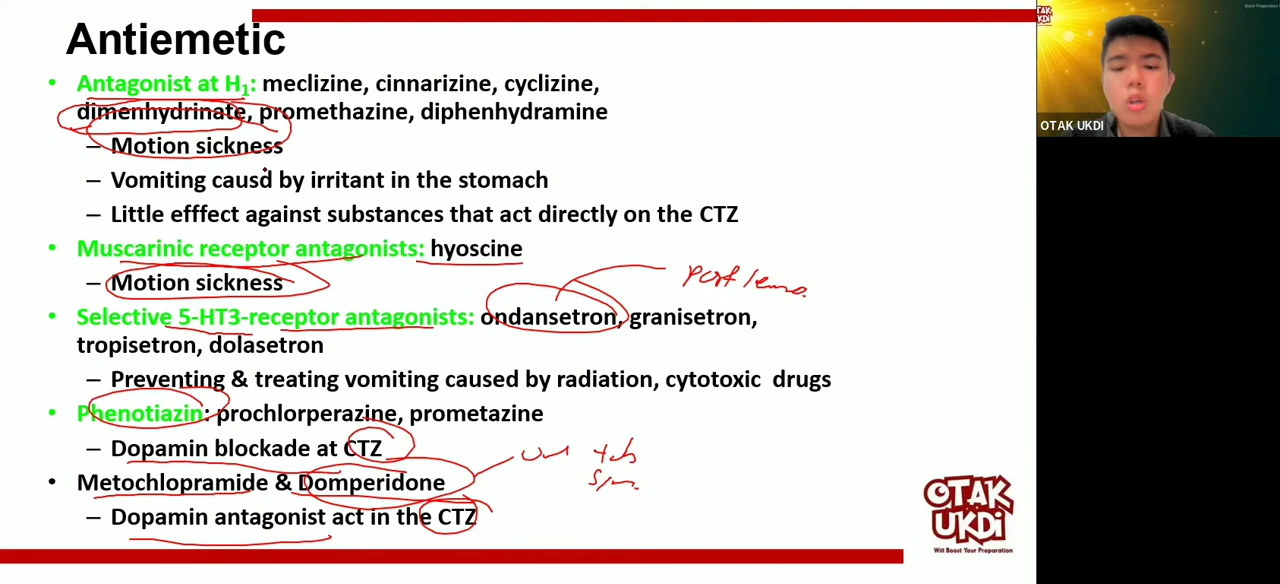 Antiemetic
• Antagonist at H1: meclizine, cinnarizine, cyclizine,
dimenhydrinate, promethazine, diphenhydramine
– Motion sickness
– Vomiting causd by irritant in the stomach
– Little efffect against substances that act directly on the CTZ
• Muscarinic receptor antagonists: hyoscine
– Motion sickness
post
• Selective 5-HT3-receptor antagonists: ondansetron, granisetron,
tropisetron, dolasetron
– Preventing & treating vomiting caused by radiation, cytotoxic drugs
• Phenotiazin: prochlorperazine, prometazine
– Dopamin blockade at CTZ
• Metochlopramide & Domperidone
– Dopamin antagonist act in the CTZ
OTAK
UKDI
OTAK UKDI
OTAK
UKDi
Will Boost Your Preparation